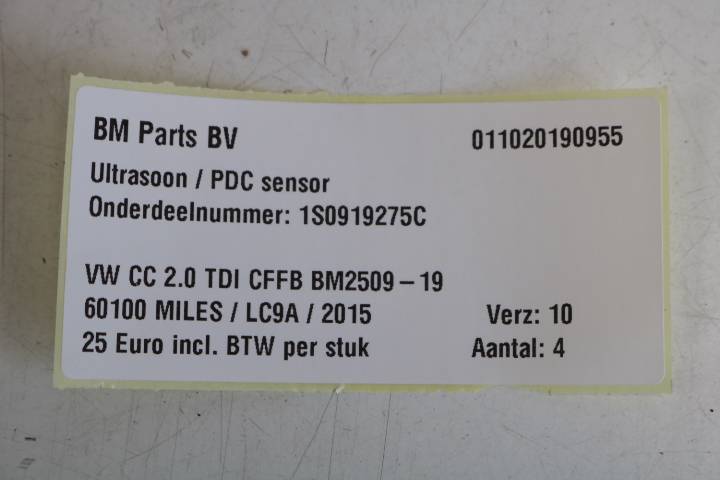 BM Parts BV 011020190955
Ultrasoon / PDC sensor
Onderdeelnummer: 1S0919275C
VW CC 2.0 TDI CFFB BM2509-19
60100 MILES / LC9A / 2015 Verz: 10
25 Euro incl. BTW per stuk Aantal: 4